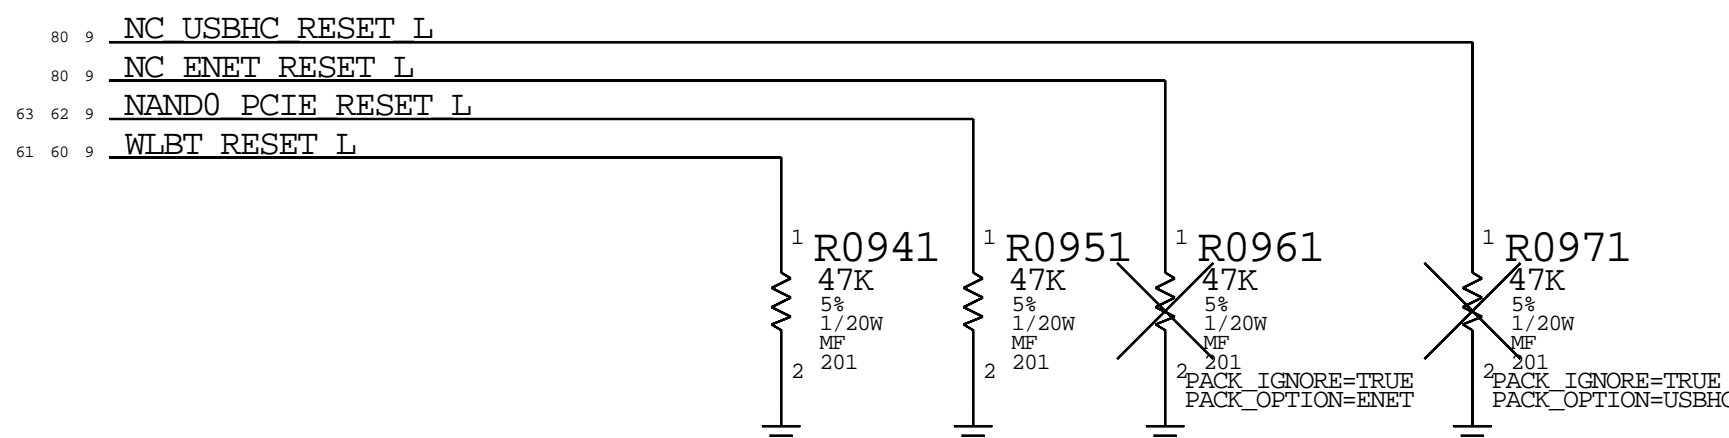 80 9 NC_USBHC_RESET_L
80 9 NC_ENET_RESET_L
63 62 9 NAND0_PCIE_RESET_L
61 60 9 WLBT_RESET_L
1 R0941
47K
5%
1/20W
MF
201
2
1 R0951
47K
5%
1/20W
MF
201
2
1 R0961
47K
5%
1/20W
MF
201
2
PACK_IGNORE=TRUE
PACK_OPTION=ENET
1 R0971
47K
5%
1/20W
MF
201
2
PACK_IGNORE=TRUE
PACK_OPTION=USBHC